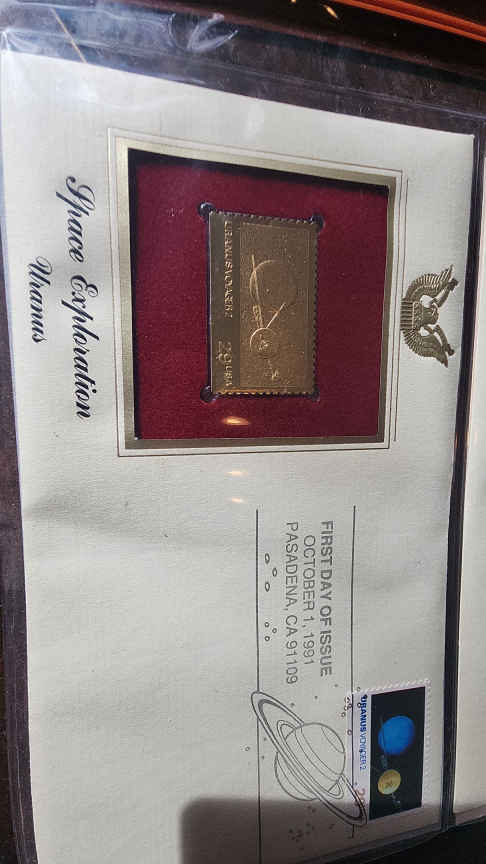 URANUS VOYAGER 2
29 USA
Space Exploration
Uranus
FIRST DAY OF ISSUE
OCTOBER 1, 1991
PASADENA, CA 91109
URANUS VOYAGER 2